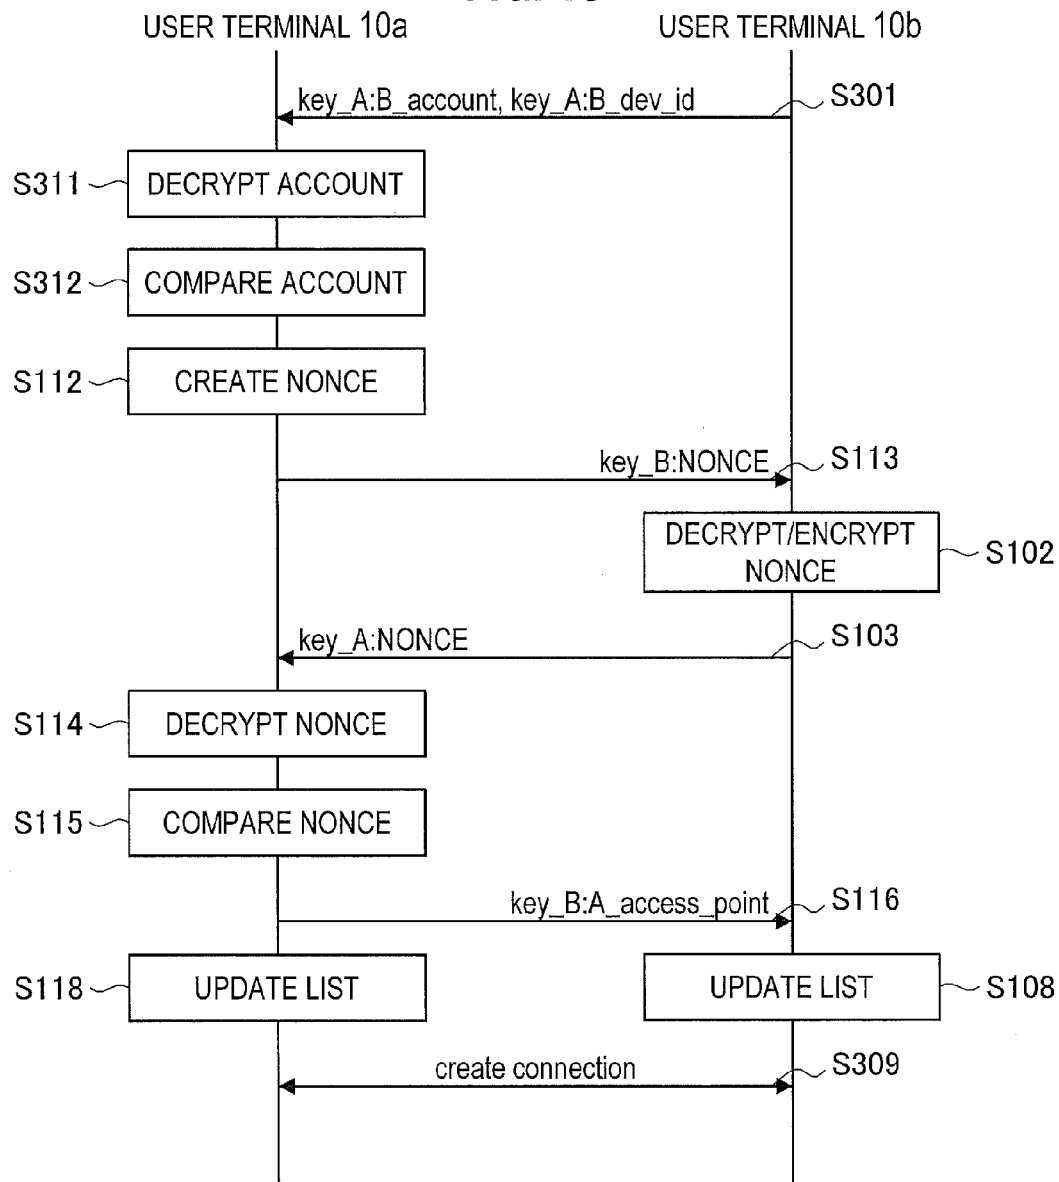 USER TERMINAL 10a
USER TERMINAL 10b
key_A:B_account, key_A:B_dev_id
S301
S311
DECRYPT ACCOUNT
S312
COMPARE ACCOUNT
S112
CREATE NONCE
key_B:NONCE
S113
DECRYPT/ENCRYPT
NONCE
S102
key_A:NONCE
S103
S114
DECRYPT NONCE
S115
COMPARE NONCE
key_B:A_access_point
S116
S118
UPDATE LIST
UPDATE LIST
S108
create connection
S309